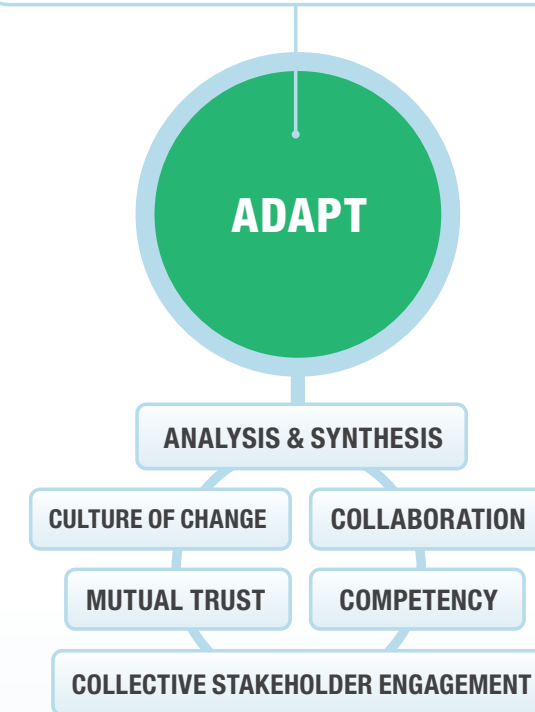 ADAPT
ANALYSIS & SYNTHESIS
CULTURE OF CHANGE
COLLABORATION
MUTUAL TRUST
COMPETENCY
COLLECTIVE STAKEHOLDER ENGAGEMENT